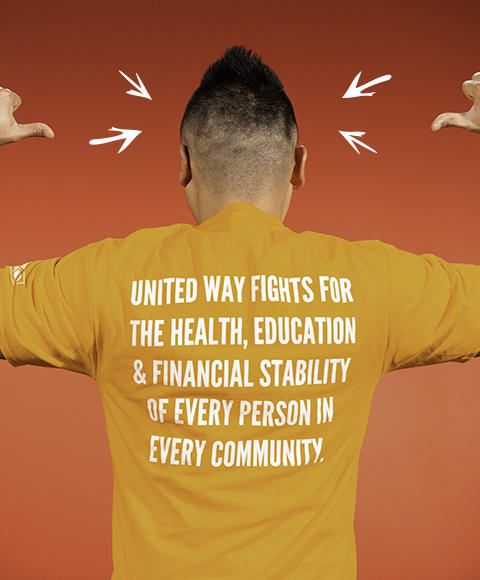 UNITED WAY FIGHTS FOR
THE HEALTH, EDUCATION
& FINANCIAL STABILITY
OF EVERY PERSON IN
EVERY COMMUNITY.